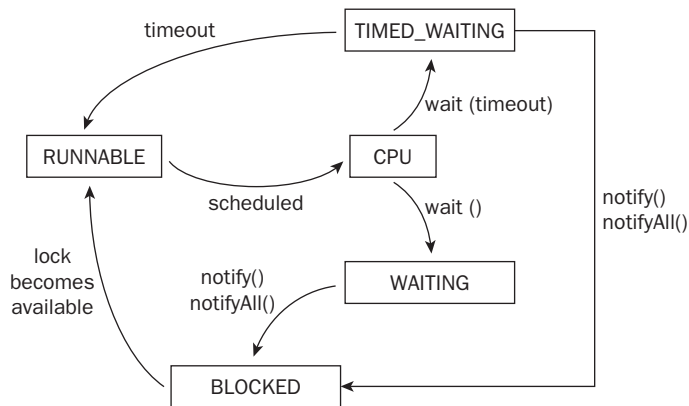 timeout
TIMED_WAITING
wait (timeout)
RUNNABLE
CPU
scheduled
wait ()
notify()
notifyAll()
lock
becomes
available
notify()
notifyAll()
WAITING
BLOCKED